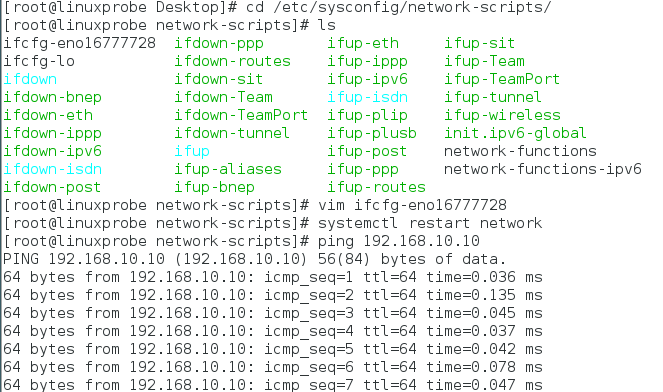 [root@linuxprobe Desktop]# cd /etc/sysconfig/network-scripts/
[root@linuxprobe network-scripts]# ls
ifcfg-eno16777728 ifdown-ppp ifup-eth ifup-sit
ifcfg-lo ifdown-routes ifup-ippp ifup-Team
ifdown ifdown-sit ifup-ipv6 ifup-TeamPort
ifdown-bnep ifdown-Team ifup-isdn ifup-tunnel
ifdown-eth ifdown-TeamPort ifup-plip ifup-wireless
ifdown-ippp ifdown-tunnel ifup-plusb init.ipv6-global
ifdown-ipv6 ifup ifup-post network-functions
ifdown-isdn ifup-aliases ifup-ppp network-functions-ipv6
ifdown-post ifup-bnep ifup-routes
[root@linuxprobe network-scripts]# vim ifcfg-eno16777728
[root@linuxprobe network-scripts]# systemctl restart network
[root@linuxprobe network-scripts]# ping 192.168.10.10
PING 192.168.10.10 (192.168.10.10) 56(84) bytes of data.
64 bytes from 192.168.10.10: icmp_seq=1 ttl=64 time=0.036 ms
64 bytes from 192.168.10.10: icmp_seq=2 ttl=64 time=0.135 ms
64 bytes from 192.168.10.10: icmp_seq=3 ttl=64 time=0.045 ms
64 bytes from 192.168.10.10: icmp_seq=4 ttl=64 time=0.037 ms
64 bytes from 192.168.10.10: icmp_seq=5 ttl=64 time=0.042 ms
64 bytes from 192.168.10.10: icmp_seq=6 ttl=64 time=0.078 ms
64 bytes from 192.168.10.10: icmp_seq=7 ttl=64 time=0.047 ms